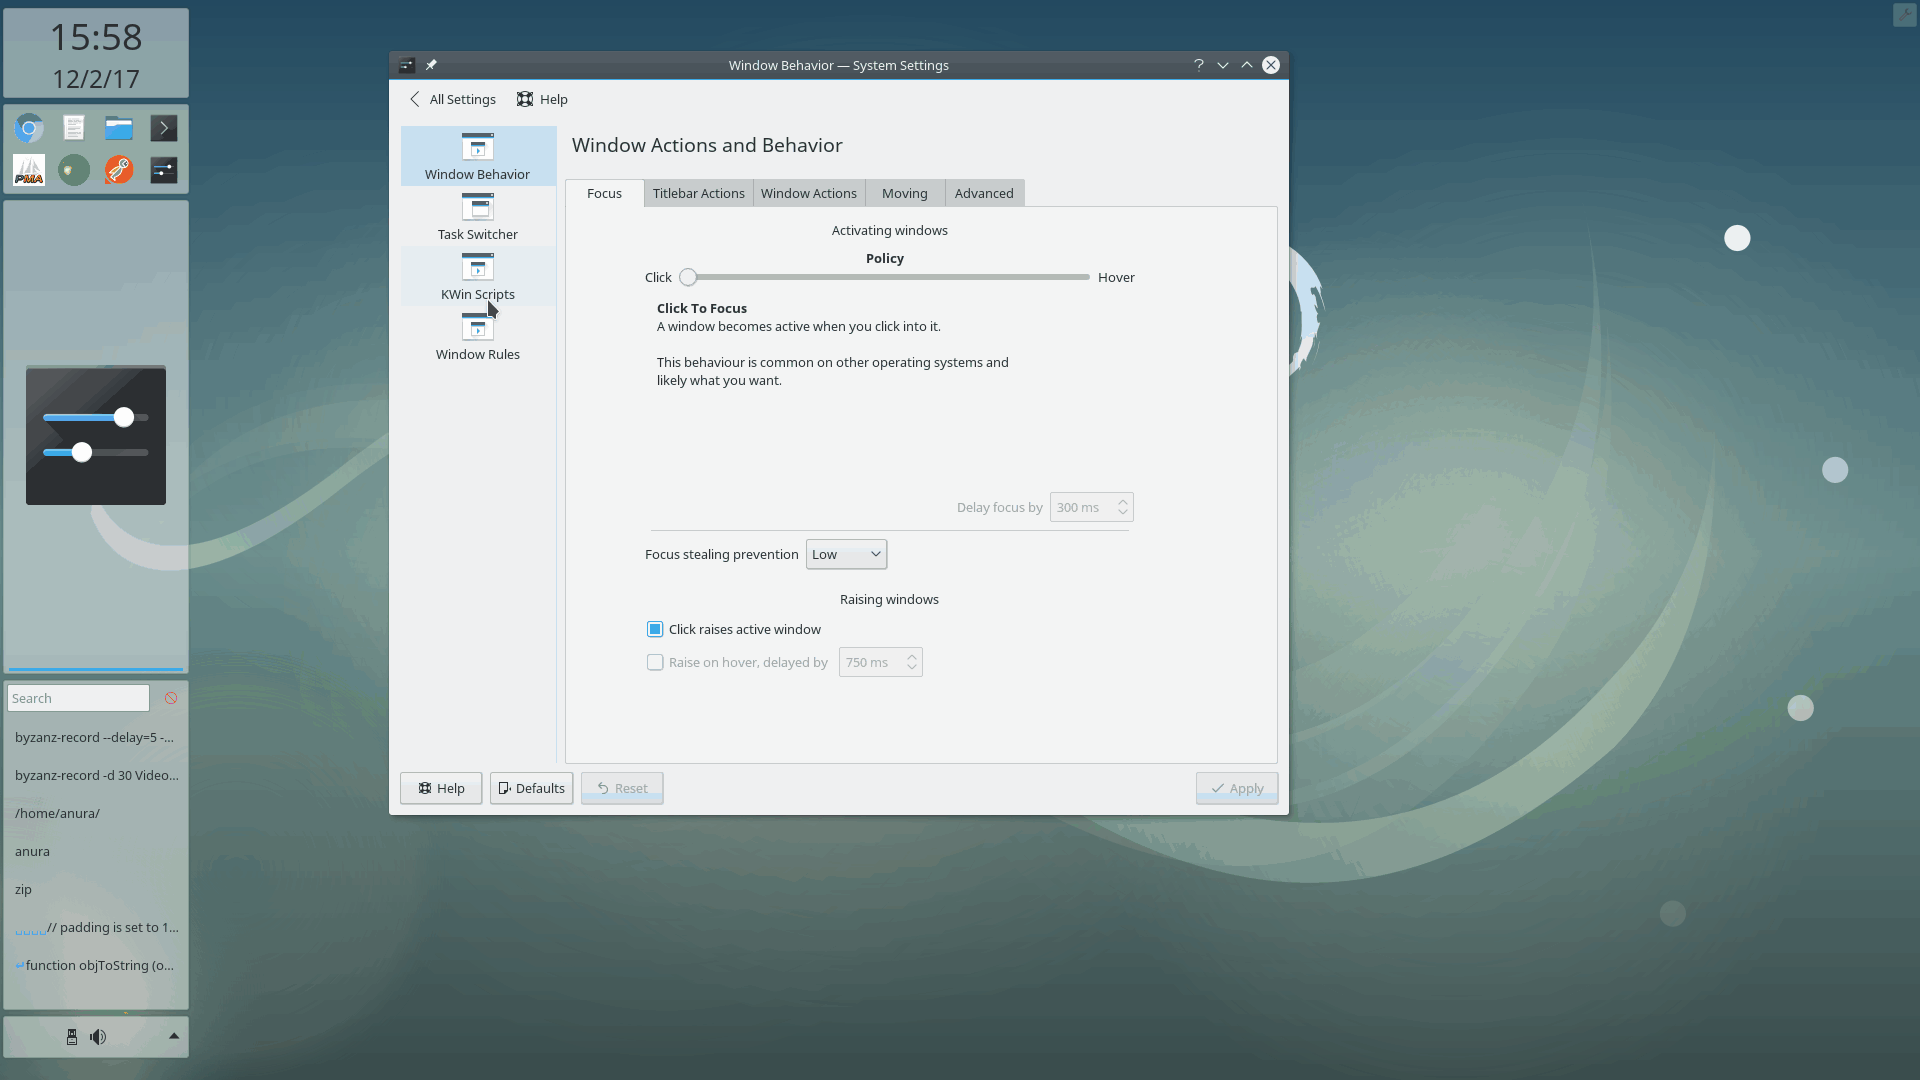 15:58
12/2/17
PMA
Search
byzanz-record --delay=5 -...
byzanz-record -d 30 Video...
/home/anura/
anura
zip
// padding is set to 1...
function objToString (o...
Window Behavior — System Settings
All Settings
Help
Window Behavior
Task Switcher
KWin Scripts
Window Rules
Window Actions and Behavior
Focus
Titlebar Actions
Window Actions
Moving
Advanced
Activating windows
Policy
Click
Hover
Click To Focus
A window becomes active when you click into it.
This behaviour is common on other operating systems and
likely what you want.
Delay focus by 300 ms
Focus stealing prevention Low
Raising windows
Click raises active window
Raise on hover, delayed by 750 ms
Help
Defaults
Reset
Apply